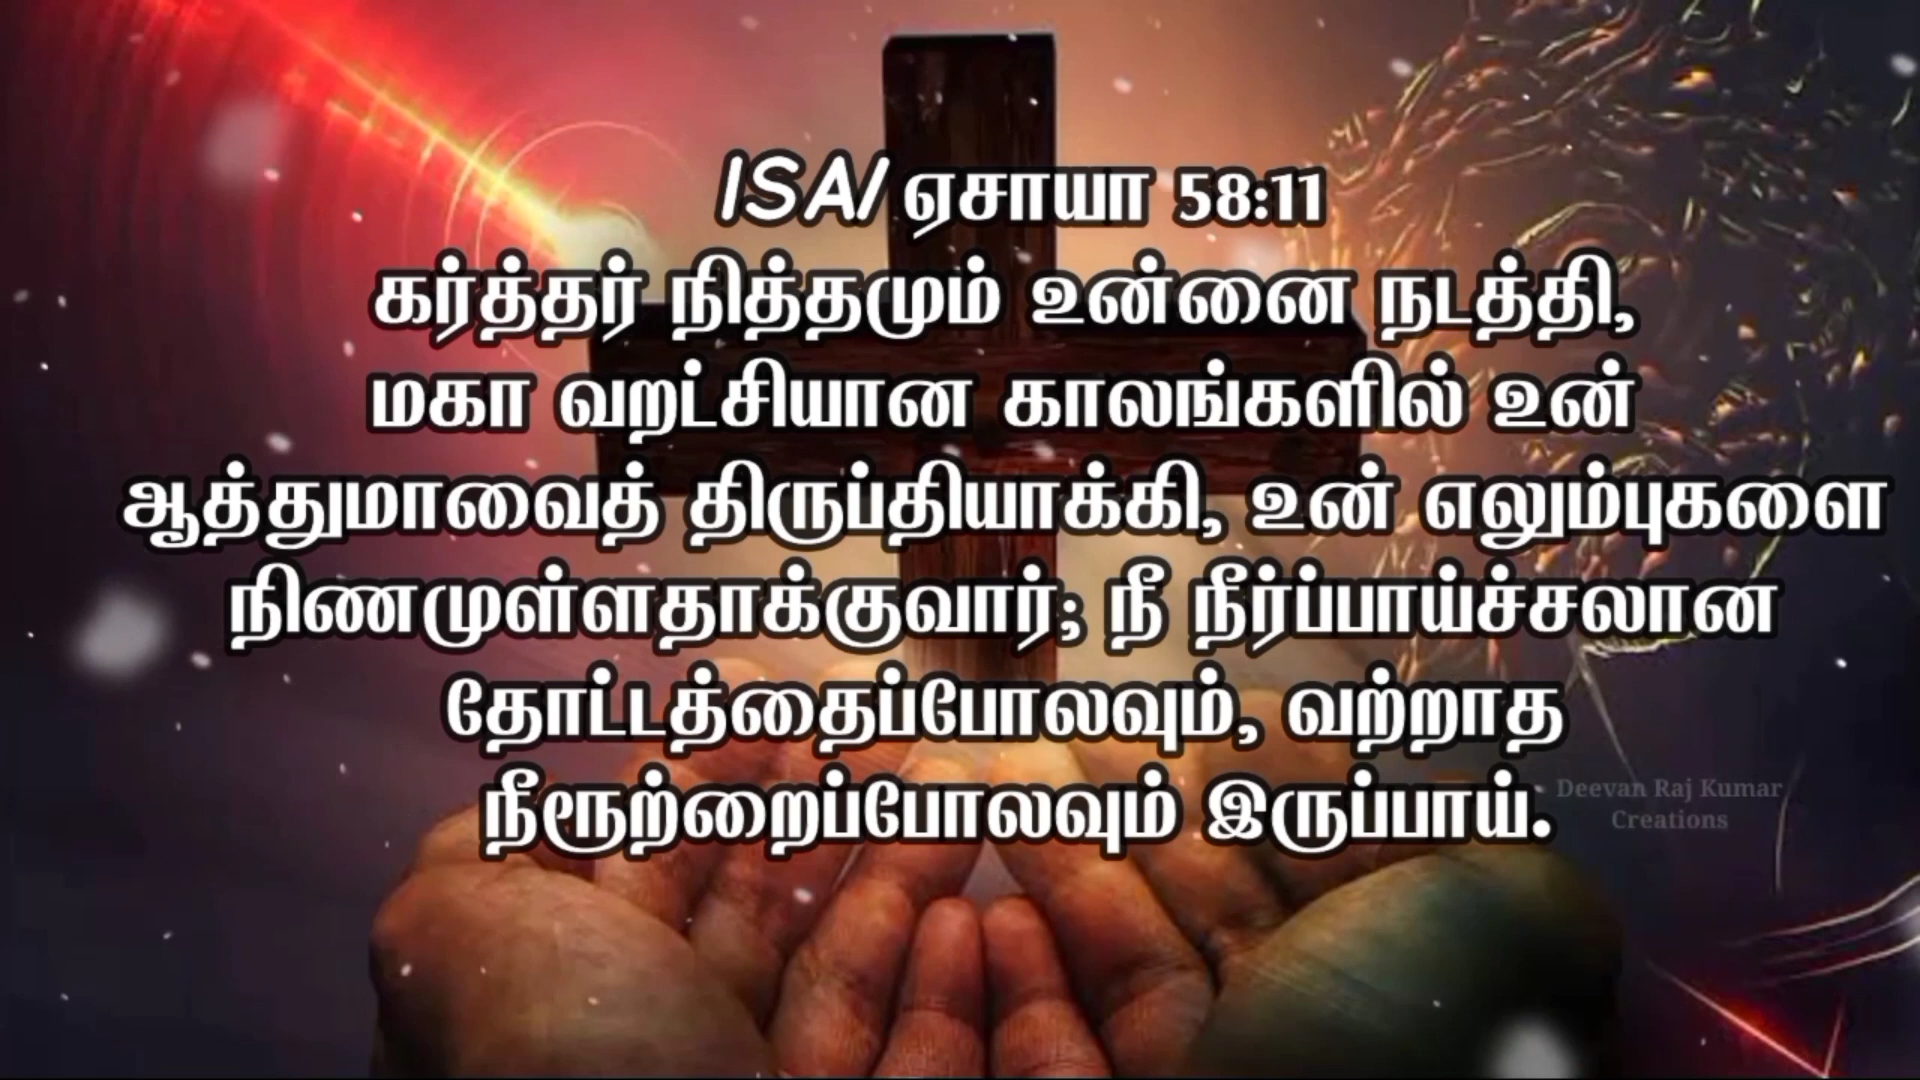 ISAI ஏசாயா 58:11
கர்த்தர் நித்தமும் உன்னை நடத்தி,
மகா வறட்சியான காலங்களில் உன்
ஆத்துமாவைத் திருப்தியாக்கி, உன் எலும்புகளை
நிணமுள்ளதாக்குவார்; நீ நீர்ப்பாய்ச்சலான
தோட்டத்தைப்போலவும், வற்றாத
நீரூற்றைப்போலவும் இருப்பாய்.
Deevan Raj Kumar
Creations